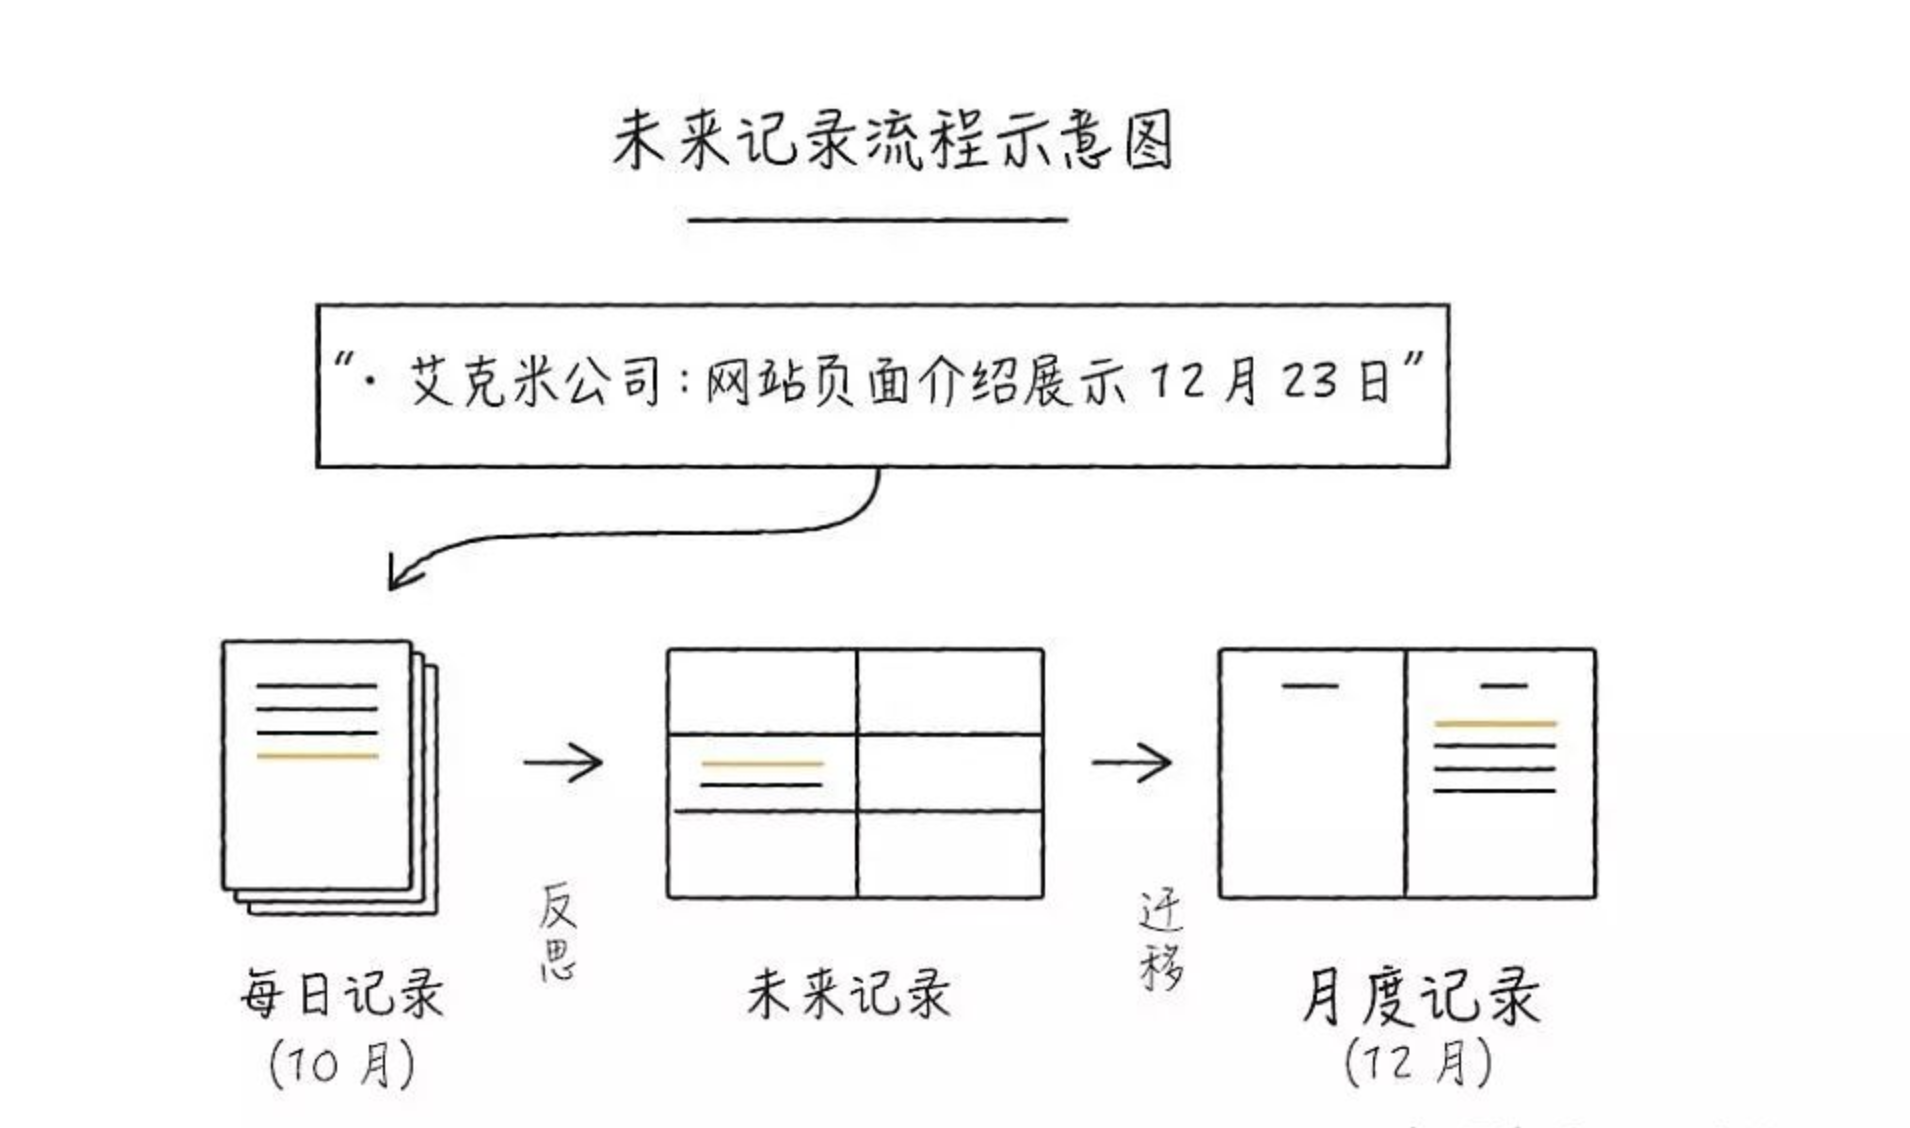 未来记录流程示意图
“· 艾克米公司：网站页面介绍展示 12 月 23 日”
反思
迁移
每日记录
（10 月）
未来记录
月度记录
（12 月）